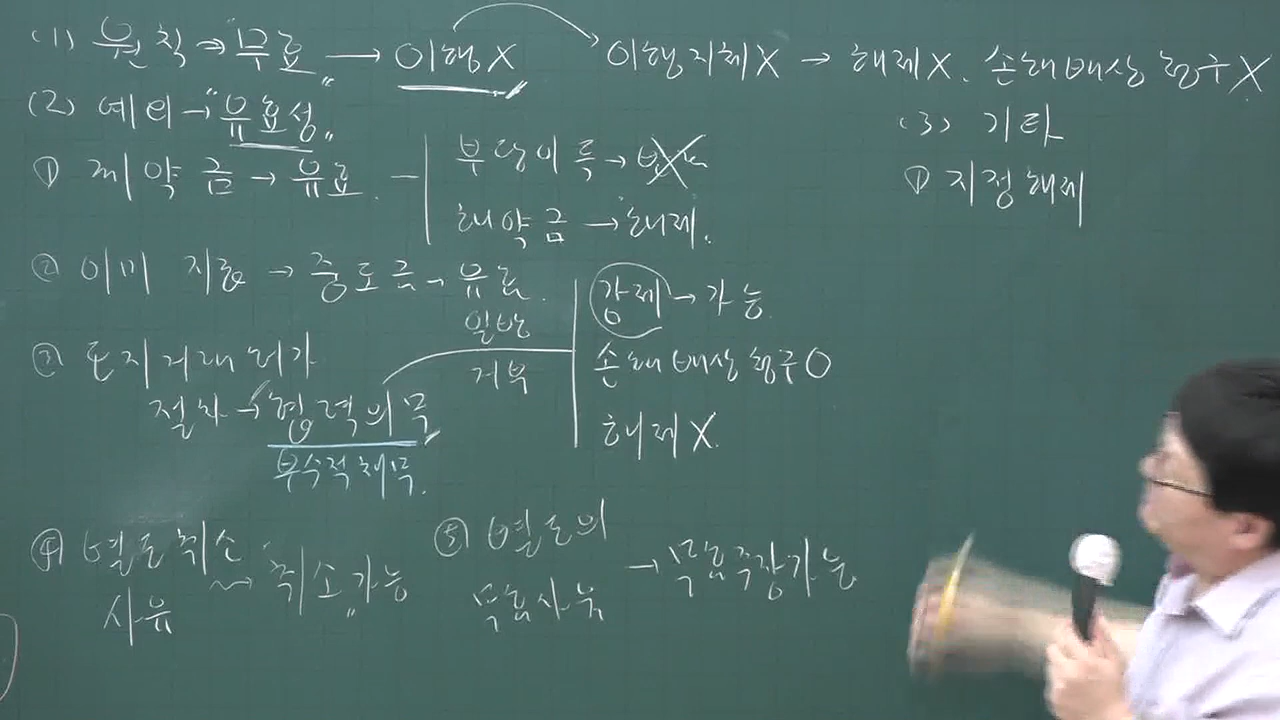 (1) 원칙 → "무효" → 이행X 이행지체X → 해제X. 손해배상청구X
(2) 예외 → "유효성"
① 계약금 → 유효. 부당이득 → 반환
해약금 → 해제.
② 이미 지급 → 중도금 → 유효.
일방
거부
강제 → 가능
손해배상청구O
해제X.
③ 토지거래허가
절차 → 협력의무
부수적채무.
④ 별도취소
사유 → "취소"가능
⑤ 별도의
무효사유 → 무효주장가능
(3) 기타
① 지정해제